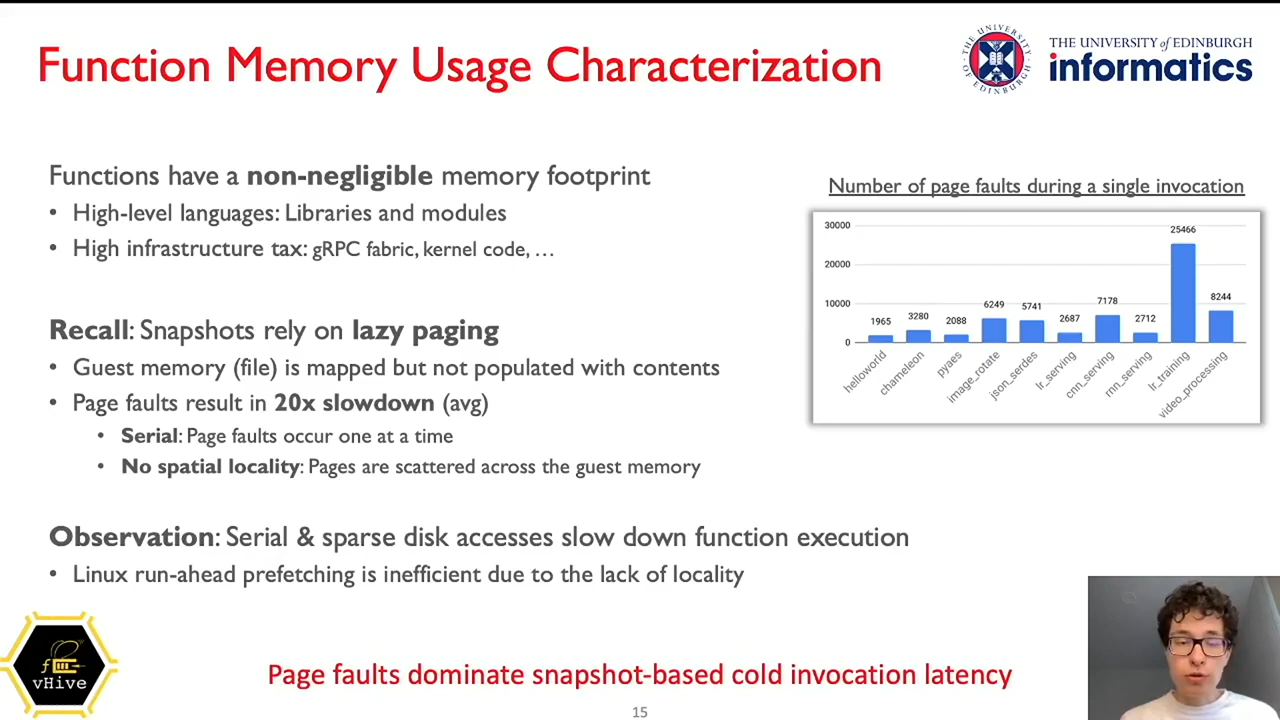 Function Memory Usage Characterization
THE UNIVERSITY of EDINBURGH
informatics
THE UNIVERSITY OF EDINBURGH
Functions have a non-negligible memory footprint
• High-level languages: Libraries and modules
• High infrastructure tax: gRPC fabric, kernel code, …
Recall: Snapshots rely on lazy paging
• Guest memory (file) is mapped but not populated with contents
• Page faults result in 20x slowdown (avg)
• Serial: Page faults occur one at a time
• No spatial locality: Pages are scattered across the guest memory
Observation: Serial & sparse disk accesses slow down function execution
• Linux run-ahead prefetching is inefficient due to the lack of locality
Number of page faults during a single invocation
30000
20000
10000
0
1965
3280
2088
6249
5741
2687
7178
2712
25466
8244
helloworld
chameleon
pyaes
image_rotate
json_serdes
lr_serving
cnn_serving
rnn_serving
lr_training
video_processing
vHive
Page faults dominate snapshot-based cold invocation latency
15